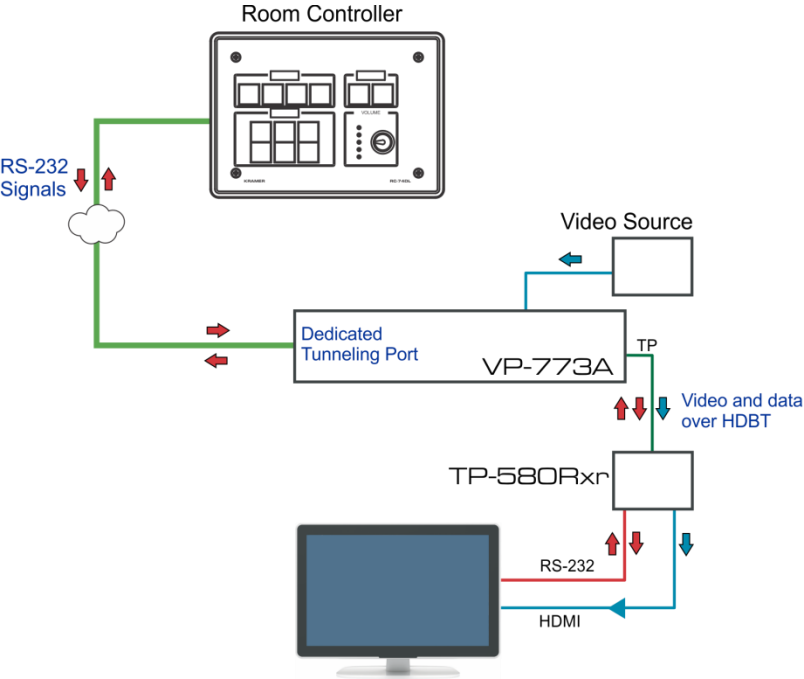 Room Controller
VOLUME
KRAMER
RC-74DL
RS-232
Signals
Video Source
Dedicated
Tunneling Port
VP-773A
TP
Video and data
over HDBT
TP-580Rxr
RS-232
HDMI